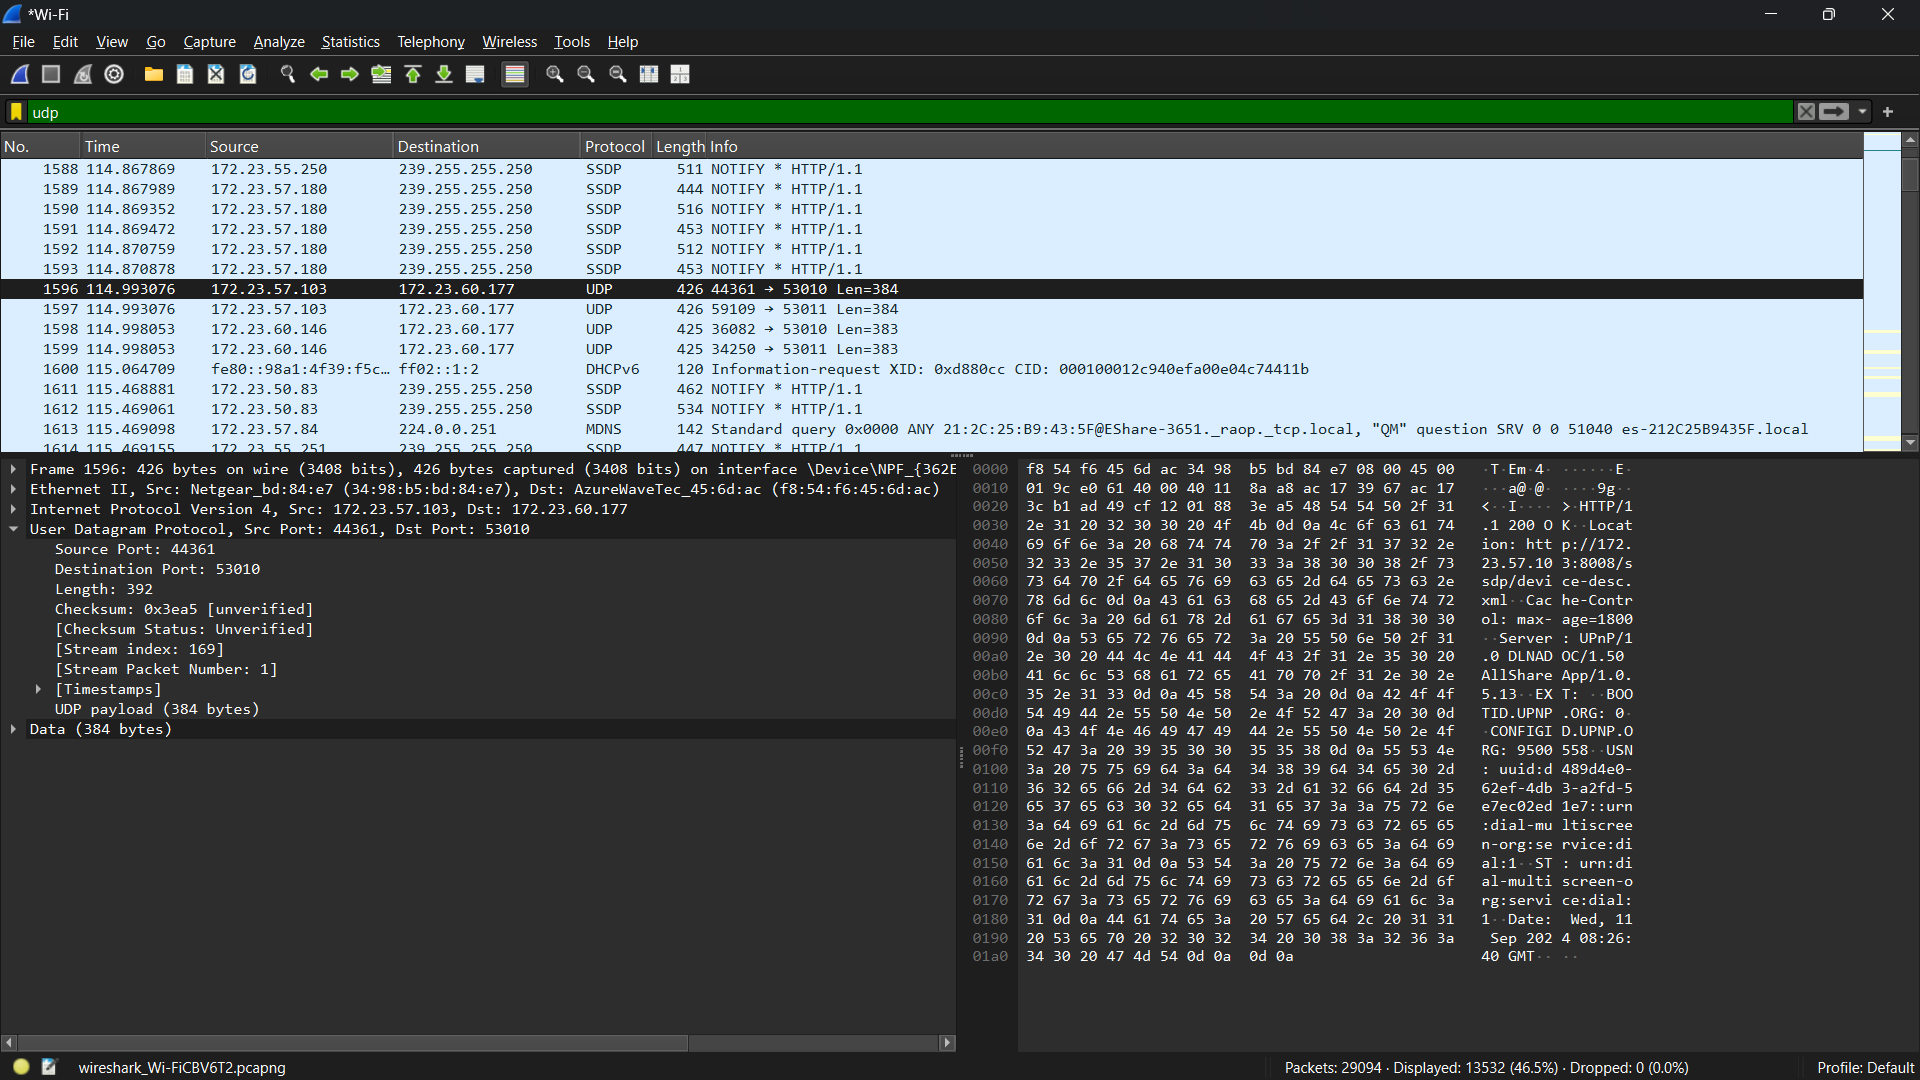 *Wi-Fi
File Edit View Go Capture Analyze Statistics Telephony Wireless Tools Help
udp
No. Time Source Destination Protocol Length Info
1588 114.867869 172.23.55.250 239.255.255.250 SSDP 511 NOTIFY * HTTP/1.1
1589 114.867989 172.23.57.180 239.255.255.250 SSDP 444 NOTIFY * HTTP/1.1
1590 114.869352 172.23.57.180 239.255.255.250 SSDP 516 NOTIFY * HTTP/1.1
1591 114.869472 172.23.57.180 239.255.255.250 SSDP 453 NOTIFY * HTTP/1.1
1592 114.870759 172.23.57.180 239.255.255.250 SSDP 512 NOTIFY * HTTP/1.1
1593 114.870878 172.23.57.180 239.255.255.250 SSDP 453 NOTIFY * HTTP/1.1
1596 114.993076 172.23.57.103 172.23.60.177 UDP 426 44361 → 53010 Len=384
1597 114.993076 172.23.57.103 172.23.60.177 UDP 426 59109 → 53011 Len=384
1598 114.998053 172.23.60.146 172.23.60.177 UDP 425 36082 → 53010 Len=383
1599 114.998053 172.23.60.146 172.23.60.177 UDP 425 34250 → 53011 Len=383
1600 115.064709 fe80::98a1:4f39:f5c… ff02::1:2 DHCPv6 120 Information-request XID: 0xd880cc CID: 000100012c940efa00e04c74411b
1611 115.468881 172.23.50.83 239.255.255.250 SSDP 462 NOTIFY * HTTP/1.1
1612 115.469061 172.23.50.83 239.255.255.250 SSDP 534 NOTIFY * HTTP/1.1
1613 115.469098 172.23.57.84 224.0.0.251 MDNS 142 Standard query 0x0000 ANY 21:2C:25:B9:43:5F@EShare-3651._raop._tcp.local, "QM" question SRV 0 0 51040 es-212C25B9435F.local
1614 115.469155 172.23.55.251 239.255.255.250 SSDP 447 NOTIFY * HTTP/1.1
Frame 1596: 426 bytes on wire (3408 bits), 426 bytes captured (3408 bits) on interface \Device\NPF_{362E
Ethernet II, Src: Netgear_bd:84:e7 (34:98:b5:bd:84:e7), Dst: AzureWaveTec_45:6d:ac (f8:54:f6:45:6d:ac)
Internet Protocol Version 4, Src: 172.23.57.103, Dst: 172.23.60.177
User Datagram Protocol, Src Port: 44361, Dst Port: 53010
Source Port: 44361
Destination Port: 53010
Length: 392
Checksum: 0x3ea5 [unverified]
[Checksum Status: Unverified]
[Stream index: 169]
[Stream Packet Number: 1]
[Timestamps]
UDP payload (384 bytes)
Data (384 bytes)
0000 f8 54 f6 45 6d ac 34 98 b5 bd 84 e7 08 00 45 00 ·T·Em·4· ······E·
0010 01 9c e0 61 40 00 40 11 8a a8 ac 17 39 67 ac 17 ···a@·@· ····9g··
0020 3c b1 ad 49 cf 12 01 88 3e a5 48 54 54 50 2f 31 <··I···· >·HTTP/1
0030 2e 31 20 32 30 30 20 4f 4b 0d 0a 4c 6f 63 61 74 .1 200 O K··Locat
0040 69 6f 6e 3a 20 68 74 74 70 3a 2f 2f 31 37 32 2e ion: htt p://172.
0050 32 33 2e 35 37 2e 31 30 33 3a 38 30 30 38 2f 73 23.57.10 3:8008/s
0060 73 64 70 2f 64 65 76 69 63 65 2d 64 65 73 63 2e sdp/devi ce-desc.
0070 78 6d 6c 0d 0a 43 61 63 68 65 2d 43 6f 6e 74 72 xml··Cac he-Contr
0080 6f 6c 3a 20 6d 61 78 2d 61 67 65 3d 31 38 30 30 ol: max- age=1800
0090 0d 0a 53 65 72 76 65 72 3a 20 55 50 6e 50 2f 31 ··Server : UPnP/1
00a0 2e 30 20 44 4c 4e 41 44 4f 43 2f 31 2e 35 30 20 .0 DLNAD OC/1.50
00b0 41 6c 6c 53 68 61 72 65 41 70 70 2f 31 2e 30 2e AllShare App/1.0.
00c0 35 2e 31 33 0d 0a 45 58 54 3a 20 0d 0a 42 4f 4f 5.13··EX T: ··BOO
00d0 54 49 44 2e 55 50 4e 50 2e 4f 52 47 3a 20 30 0d TID.UPNP .ORG: 0·
00e0 0a 43 4f 4e 46 49 47 49 44 2e 55 50 4e 50 2e 4f ·CONFIGI D.UPNP.O
00f0 52 47 3a 20 39 35 30 30 35 35 38 0d 0a 55 53 4e RG: 9500 558··USN
0100 3a 20 75 75 69 64 3a 64 34 38 39 64 34 65 30 2d : uuid:d 489d4e0-
0110 36 32 65 66 2d 34 64 62 33 2d 61 32 66 64 2d 35 62ef-4db 3-a2fd-5
0120 65 37 65 63 30 32 65 64 31 65 37 3a 3a 75 72 6e e7ec02ed 1e7::urn
0130 3a 64 69 61 6c 2d 6d 75 6c 74 69 73 63 72 65 65 :dial-mu ltiscree
0140 6e 2d 6f 72 67 3a 73 65 72 76 69 63 65 3a 64 69 n-org:se rvice:di
0150 61 6c 3a 31 0d 0a 53 54 3a 20 75 72 6e 3a 64 69 al:1··ST : urn:di
0160 61 6c 2d 6d 75 6c 74 69 73 63 72 65 65 6e 2d 6f al-multi screen-o
0170 72 67 3a 73 65 72 76 69 63 65 3a 64 69 61 6c 3a rg:servi ce:dial:
0180 31 0d 0a 44 61 74 65 3a 20 57 65 64 2c 20 31 31 1··Date: Wed, 11
0190 20 53 65 70 20 32 30 32 34 20 30 38 3a 32 36 3a Sep 202 4 08:26:
01a0 34 30 20 47 4d 54 0d 0a 0d 0a 40 GMT·· ··
wireshark_Wi-FiCBV6T2.pcapng
Packets: 29094 · Displayed: 13532 (46.5%) · Dropped: 0 (0.0%)
Profile: Default